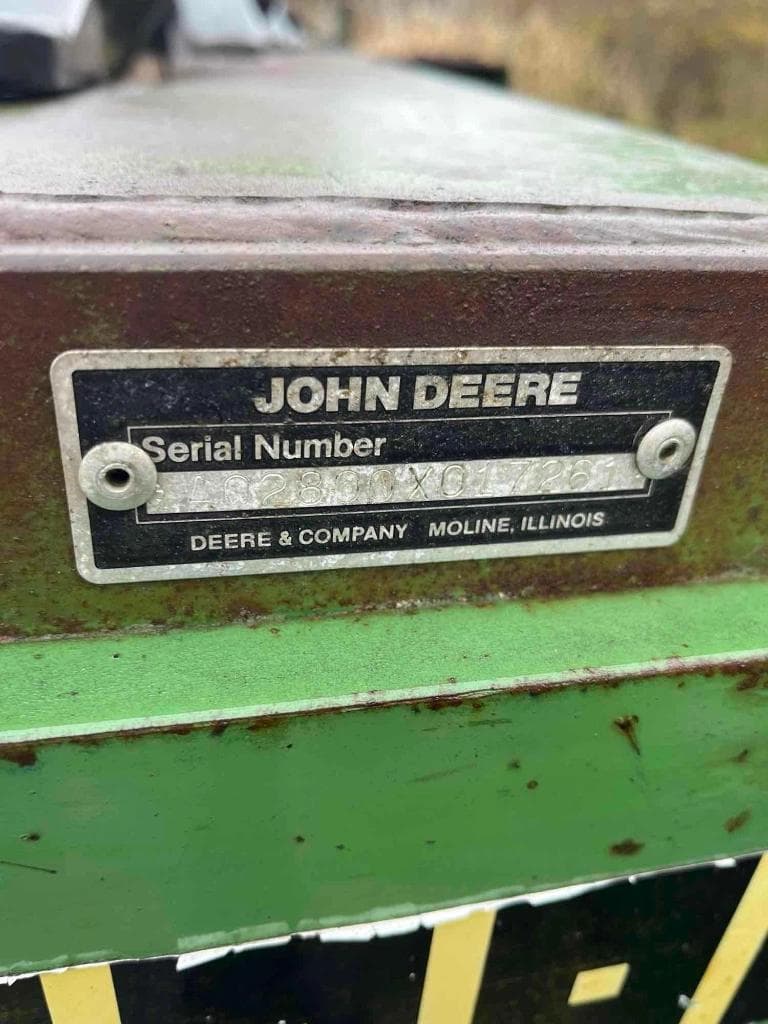 JOHN DEERE
Serial Number
DEERE & COMPANY MOLINE, ILLINOIS